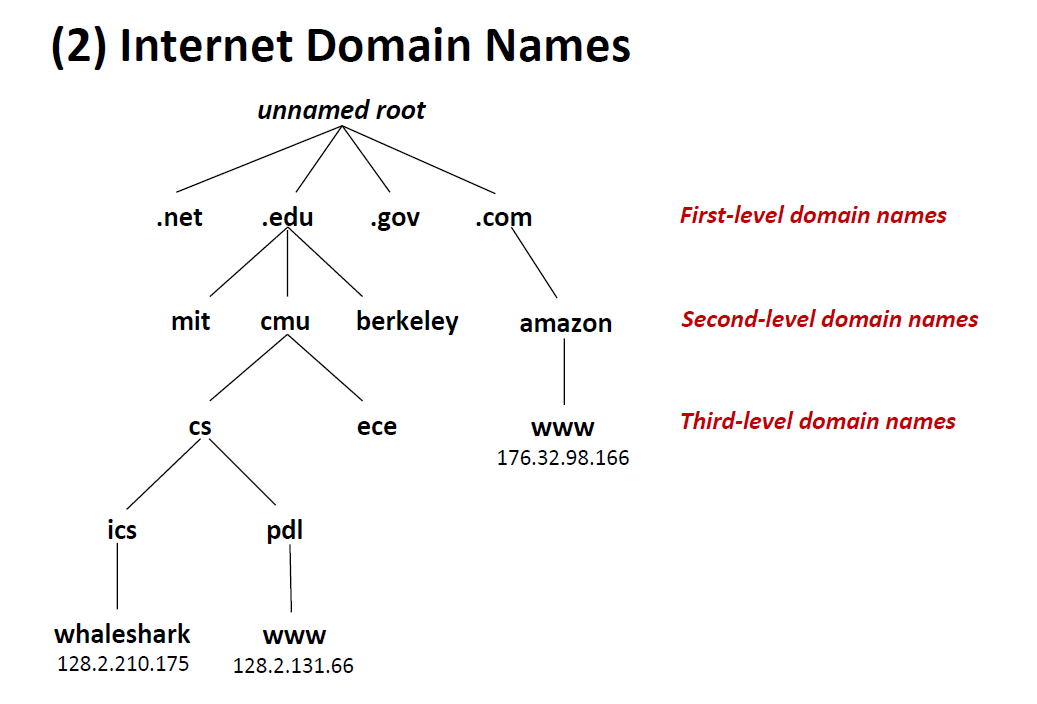 (2) Internet Domain Names
unnamed root
.net .edu .gov .com First-level domain names
mit cmu berkeley amazon Second-level domain names
cs ece www Third-level domain names
176.32.98.166
ics pdl
whaleshark www
128.2.210.175 128.2.131.66